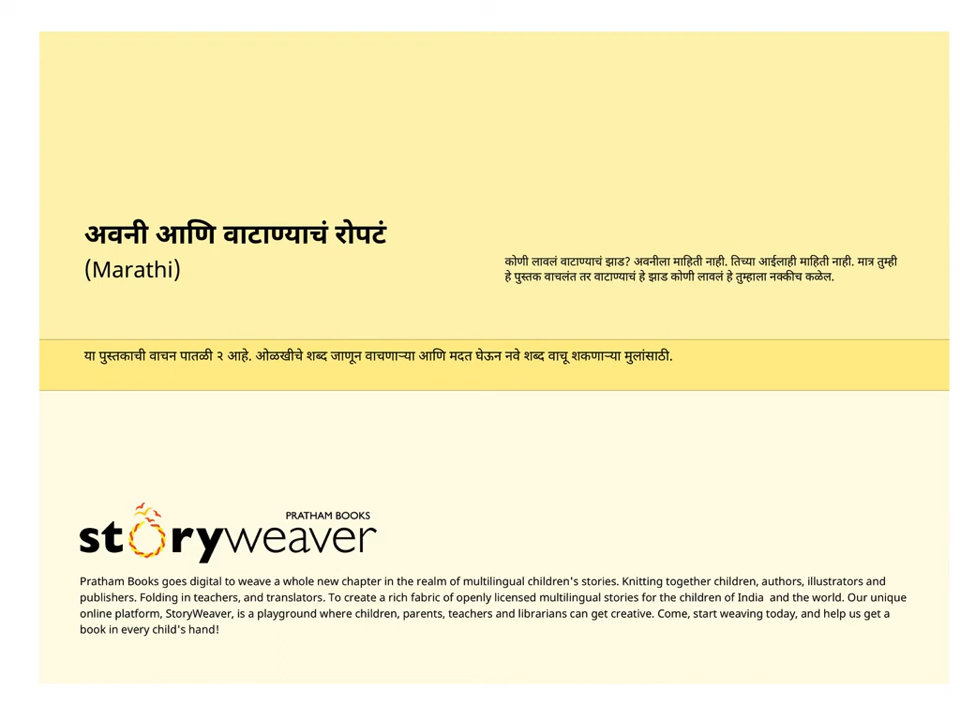 अवनी आणि वाटाण्याचं रोपटं
(Marathi)
कोणी लावलं वाटाण्याचं झाड? अवनीला माहिती नाही. तिच्या आईलाही माहिती नाही. मात्र तुम्ही
हे पुस्तक वाचलंत तर वाटाण्याचं हे झाड कोणी लावलं हे तुम्हाला नक्कीच कळेल.
या पुस्तकाची वाचन पातळी २ आहे. ओळखीचे शब्द जाणून वाचणाऱ्या आणि मदत घेऊन नवे शब्द वाचू शकणाऱ्या मुलांसाठी.
PRATHAM BOOKS
storyweaver
Pratham Books goes digital to weave a whole new chapter in the realm of multilingual children's stories. Knitting together children, authors, illustrators and
publishers. Folding in teachers, and translators. To create a rich fabric of openly licensed multilingual stories for the children of India and the world. Our unique
online platform, StoryWeaver, is a playground where children, parents, teachers and librarians can get creative. Come, start weaving today, and help us get a
book in every child's hand!